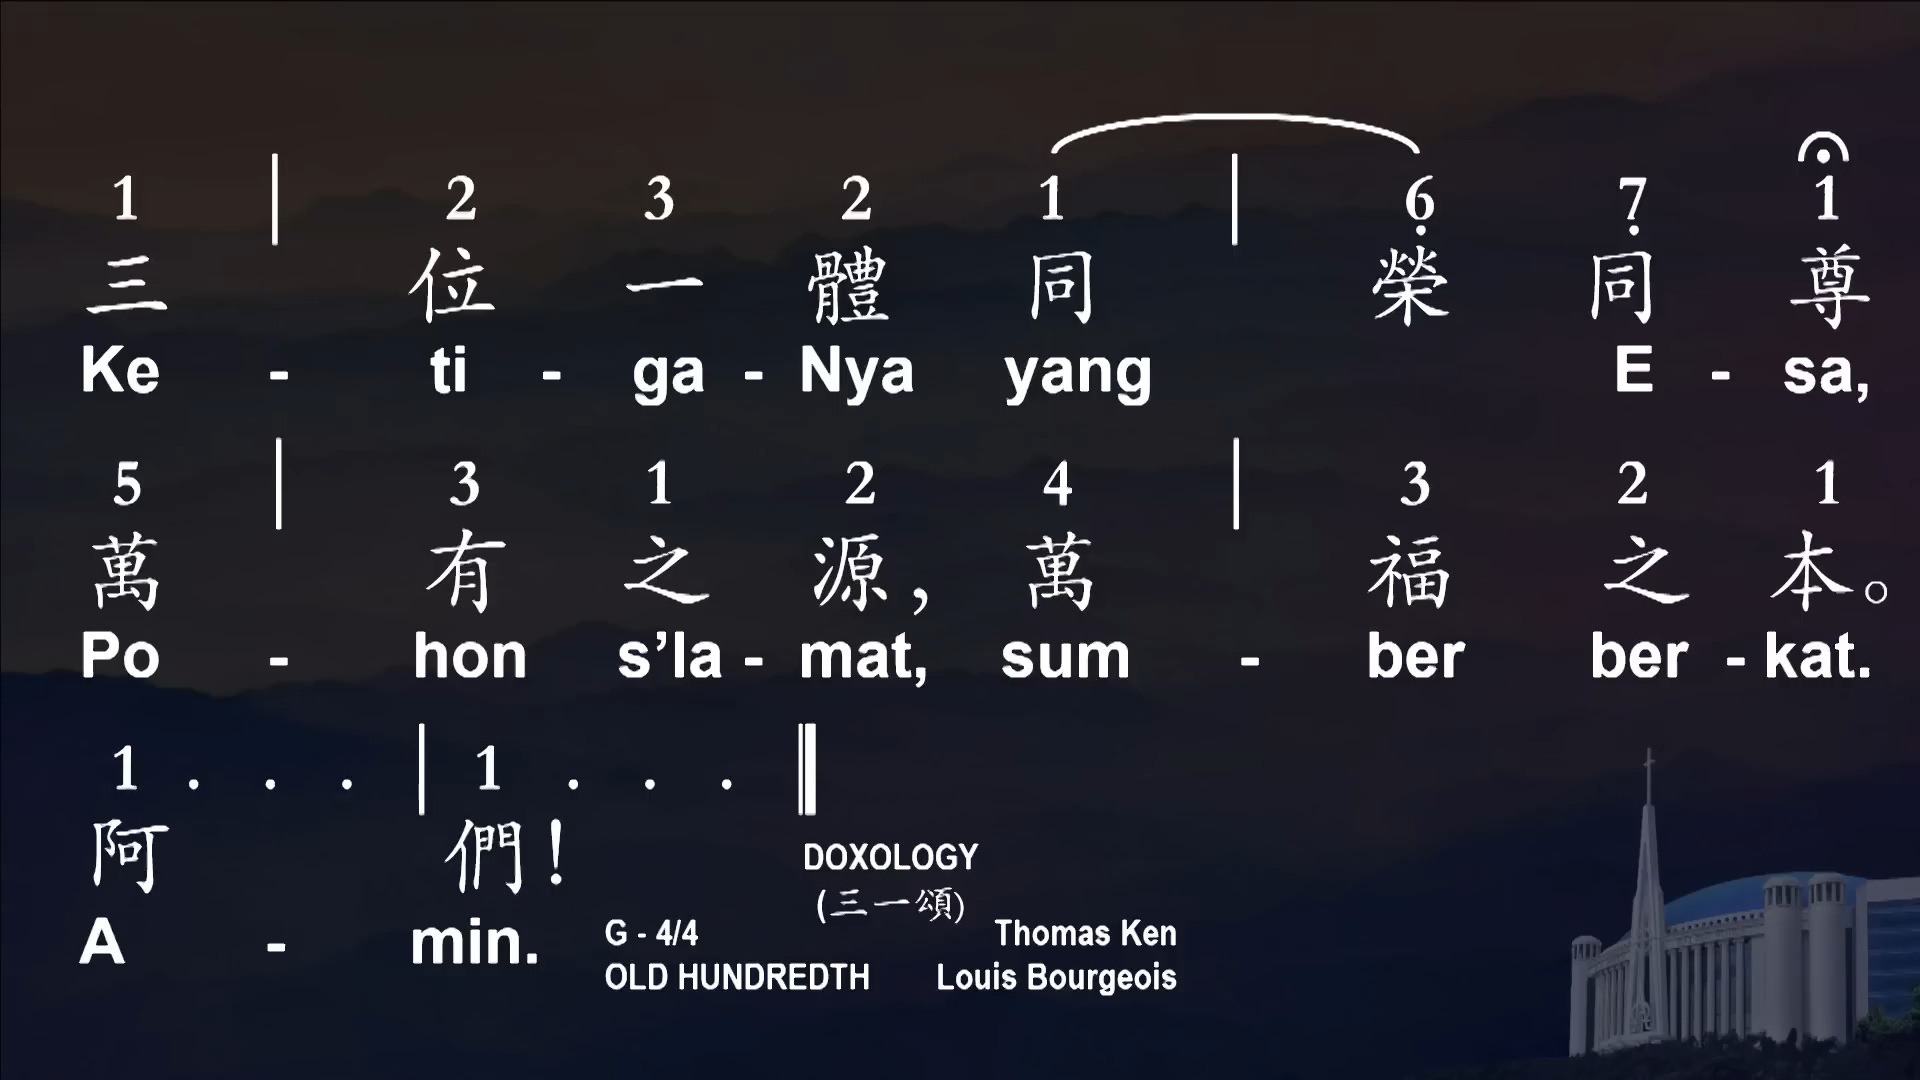 1 | 2 3 2 1 | 6̣ 7̣ 1
三 位 一 體 同 榮 同 尊
Ke - ti - ga - Nya yang E - sa,
5 | 3 1 2 4 | 3 2 1
萬 有 之 源， 萬 福 之 本。
Po - hon s’la - mat, sum - ber ber - kat.
1 . . . | 1 . . . ‖
阿 們！
A - min.
DOXOLOGY
(三一頌)
G - 4/4 Thomas Ken
OLD HUNDREDTH Louis Bourgeois